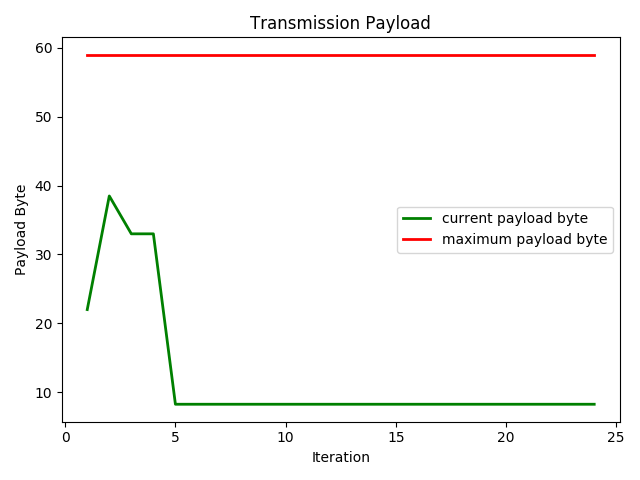 Transmission Payload
60
50
40
30
20
10
Payload Byte
current payload byte
maximum payload byte
0 5 10 15 20 25
Iteration